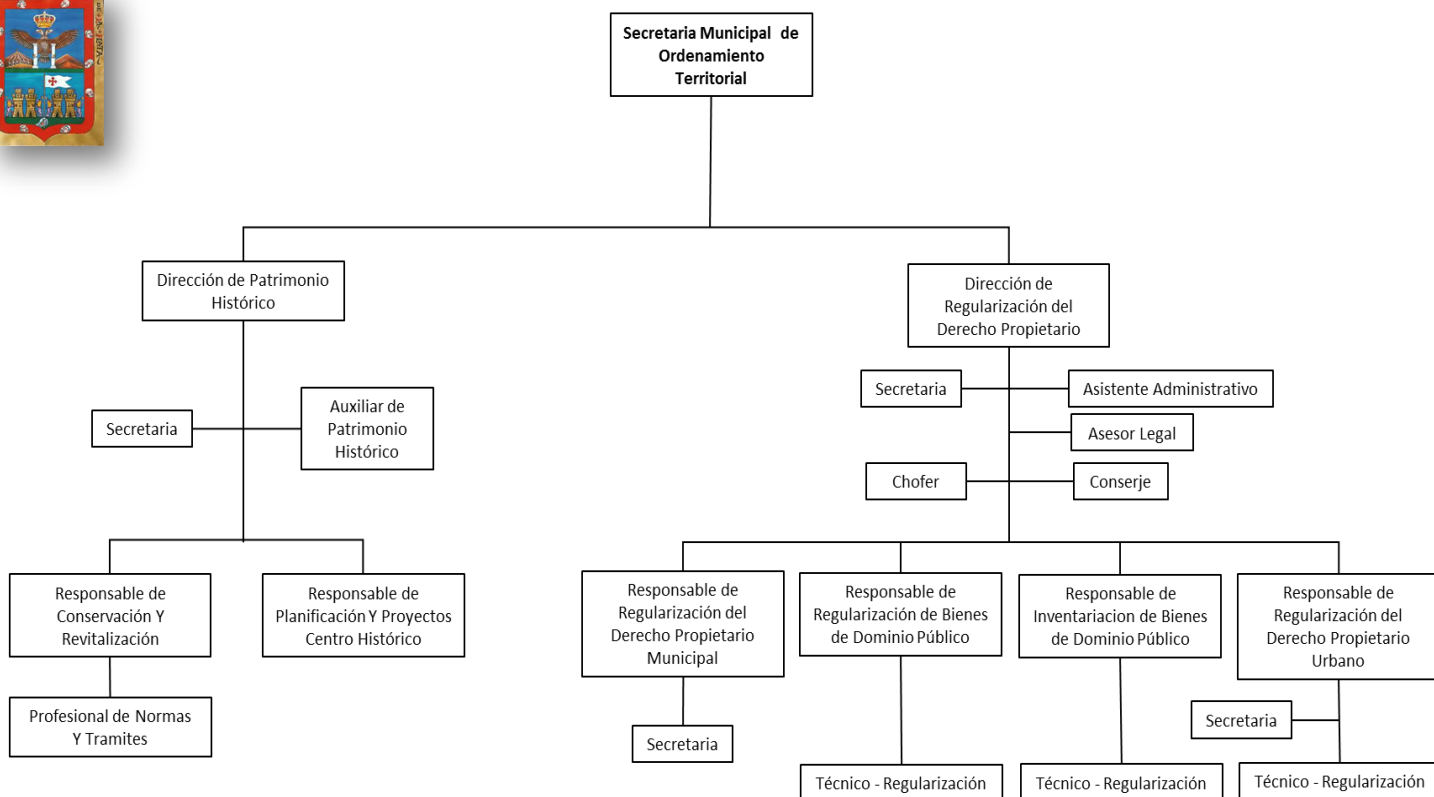 Secretaria Municipal de
Ordenamiento
Territorial
Dirección de Patrimonio
Histórico
Dirección de
Regularización del
Derecho Propietario
Secretaria
Auxiliar de
Patrimonio
Histórico
Secretaria
Asistente Administrativo
Asesor Legal
Chofer
Conserje
Responsable de
Conservación Y
Revitalización
Responsable de
Planificación Y Proyectos
Centro Histórico
Responsable de
Regularización del
Derecho Propietario
Municipal
Responsable de
Regularización de Bienes
de Dominio Público
Responsable de
Inventariacion de Bienes
de Dominio Público
Responsable de
Regularización del
Derecho Propietario
Urbano
Profesional de Normas
Y Tramites
Secretaria
Secretaria
Técnico - Regularización
Técnico - Regularización
Técnico - Regularización